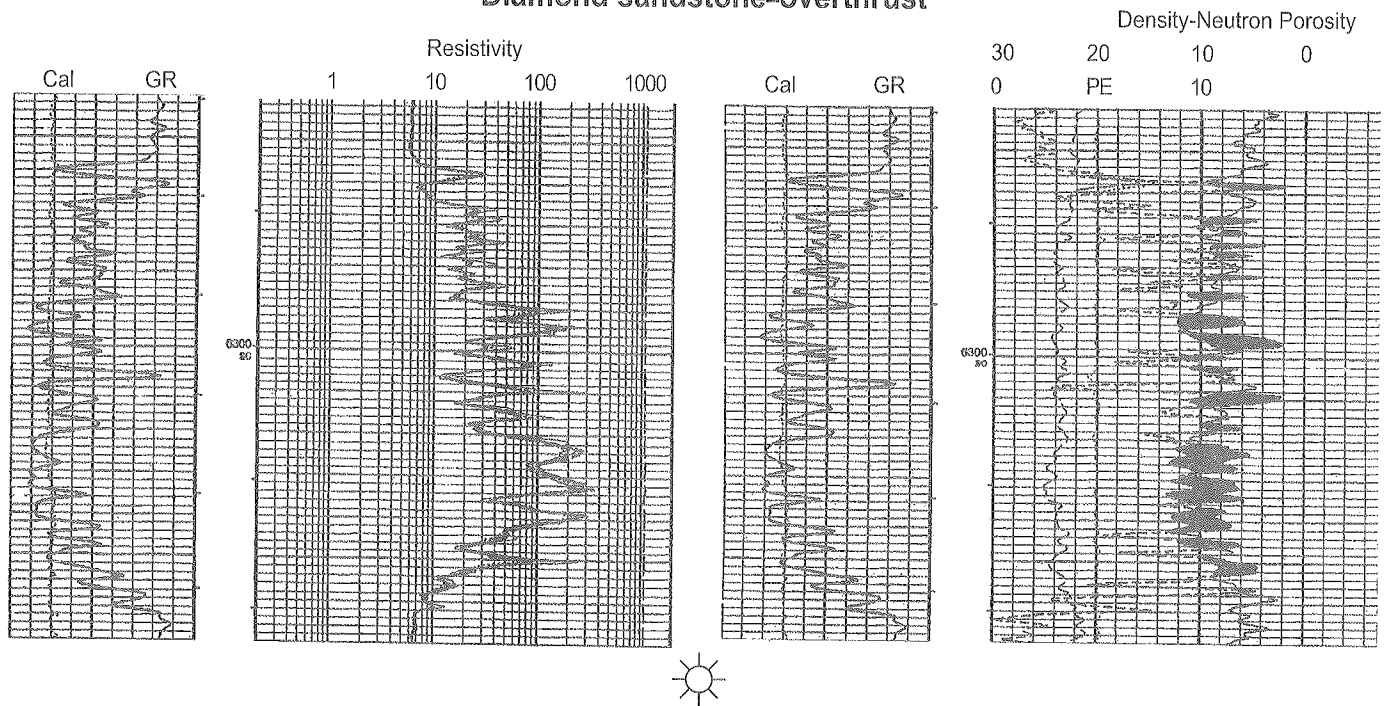 Diamond sandstone-overthrust
Density-Neutron Porosity
Resistivity
30 20 10 0
Cal GR
1 10 100 1000
Cal GR
0 PE 10
6300
6300